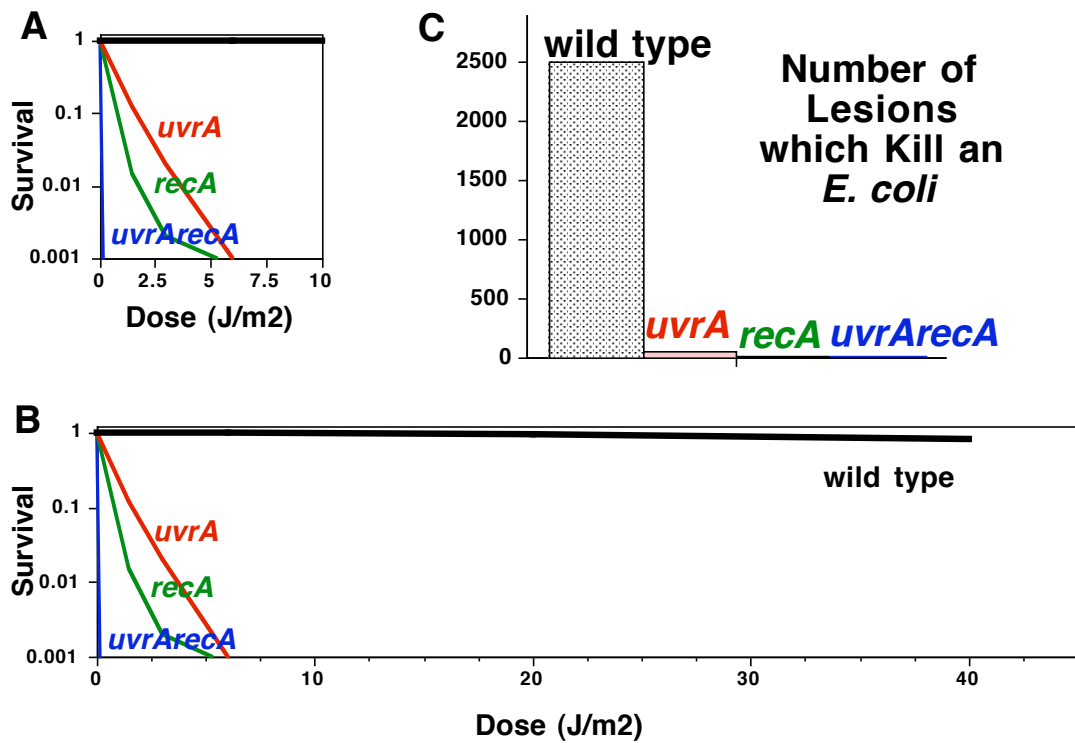 A
1
0.1
0.01
0.001
Survival
uvrA
recA
uvrArecA
0
2.5
5
7.5
10
Dose (J/m2)
C
wild type
2500
2000
1500
1000
500
0
Number of
Lesions
which Kill an
E. coli
uvrA
recA
uvrArecA
B
1
0.1
0.01
0.001
Survival
wild type
uvrA
recA
uvrArecA
0
10
20
30
40
Dose (J/m2)